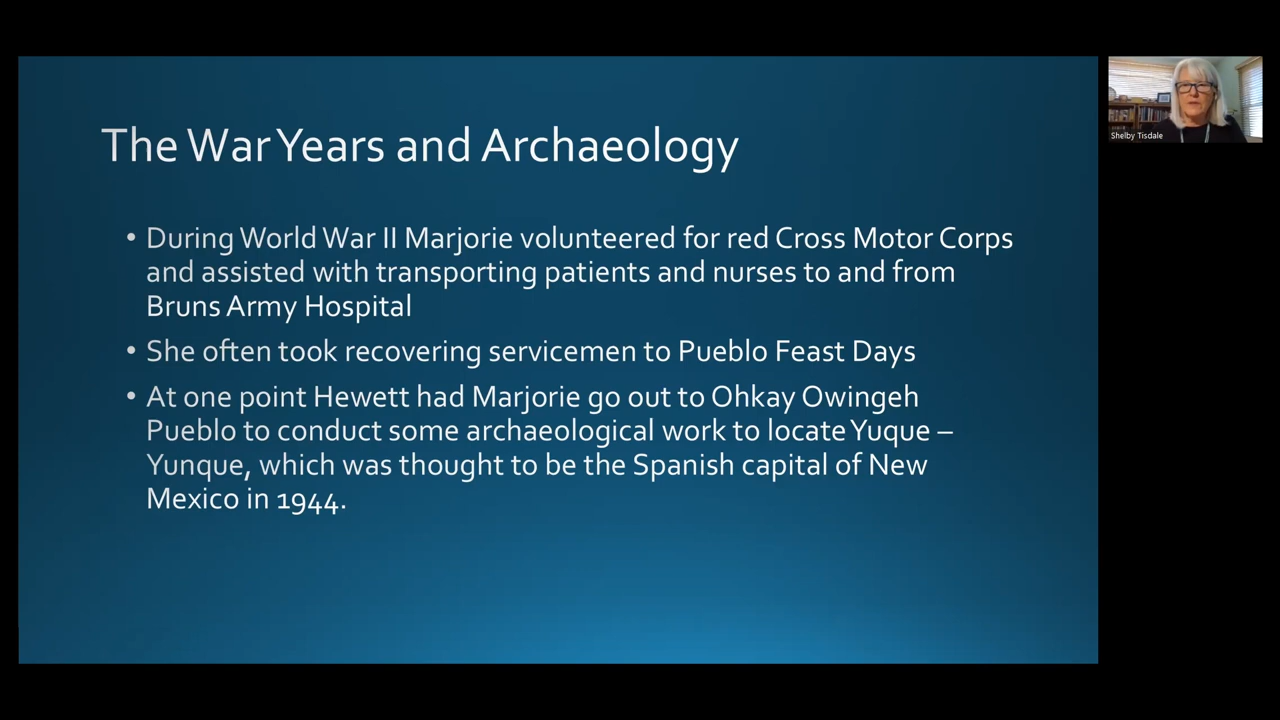 The War Years and Archaeology
• During World War II Marjorie volunteered for red Cross Motor Corps
and assisted with transporting patients and nurses to and from
Bruns Army Hospital
• She often took recovering servicemen to Pueblo Feast Days
• At one point Hewett had Marjorie go out to Ohkay Owingeh
Pueblo to conduct some archaeological work to locate Yuque –
Yunque, which was thought to be the Spanish capital of New
Mexico in 1944.
Shelby Tisdale